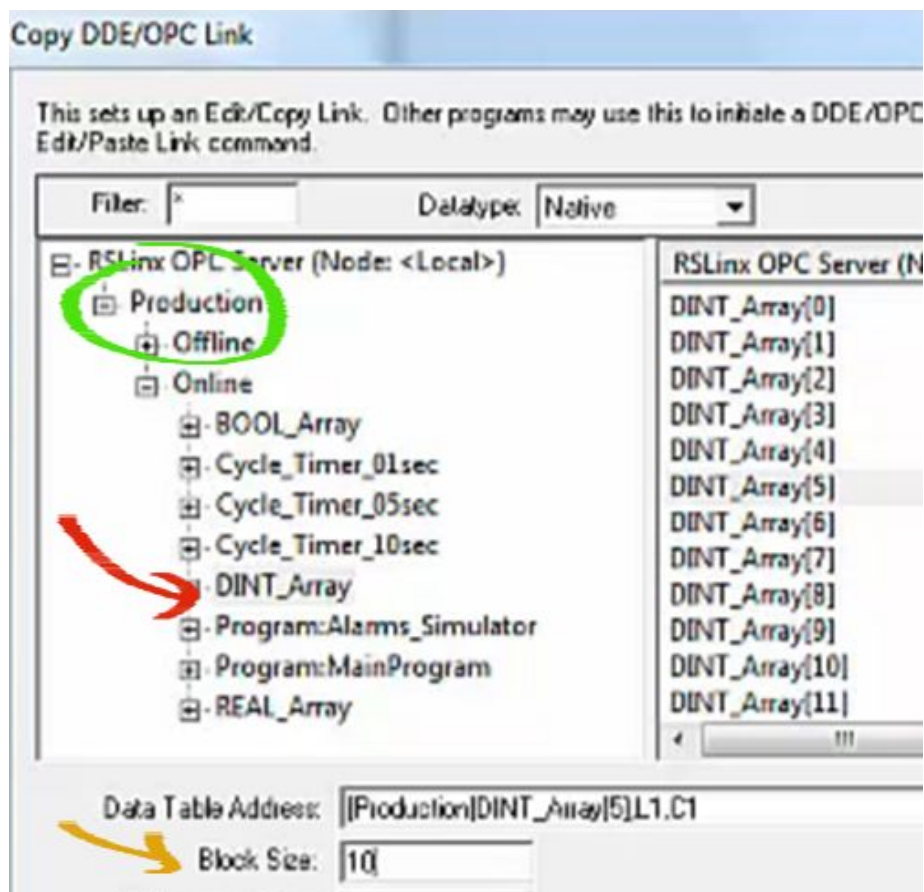 Copy DDE/OPC Link
This sets up an Edit/Copy Link. Other programs may use this to initiate a DDE/OPC
Edit/Paste Link command.
Filter: *
Datatype: Native
RSLinx OPC Server (Node: <Local>)
Production
Offline
Online
BOOL_Array
Cycle_Timer_01sec
Cycle_Timer_05sec
Cycle_Timer_10sec
DINT_Array
Program:Alarms_Simulator
Program:MainProgram
REAL_Array
RSLinx OPC Server (N
DINT_Array[0]
DINT_Array[1]
DINT_Array[2]
DINT_Array[3]
DINT_Array[4]
DINT_Array[5]
DINT_Array[6]
DINT_Array[7]
DINT_Array[8]
DINT_Array[9]
DINT_Array[10]
DINT_Array[11]
Data Table Address: [Production]DINT_Array[5],L1,C1
Block Size: 10